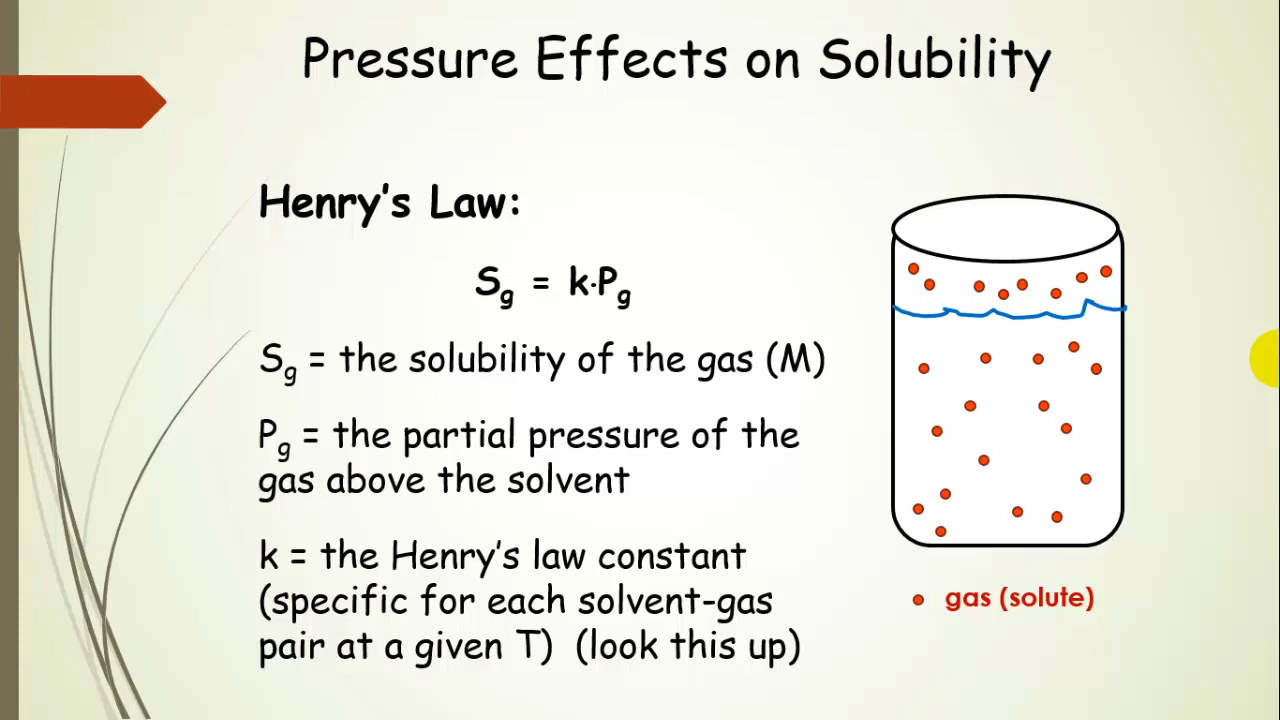 Pressure Effects on Solubility
Henry's Law:
Sg = k·Pg
Sg = the solubility of the gas (M)
Pg = the partial pressure of the
gas above the solvent
k = the Henry's law constant
(specific for each solvent-gas
pair at a given T) (look this up)
gas (solute)